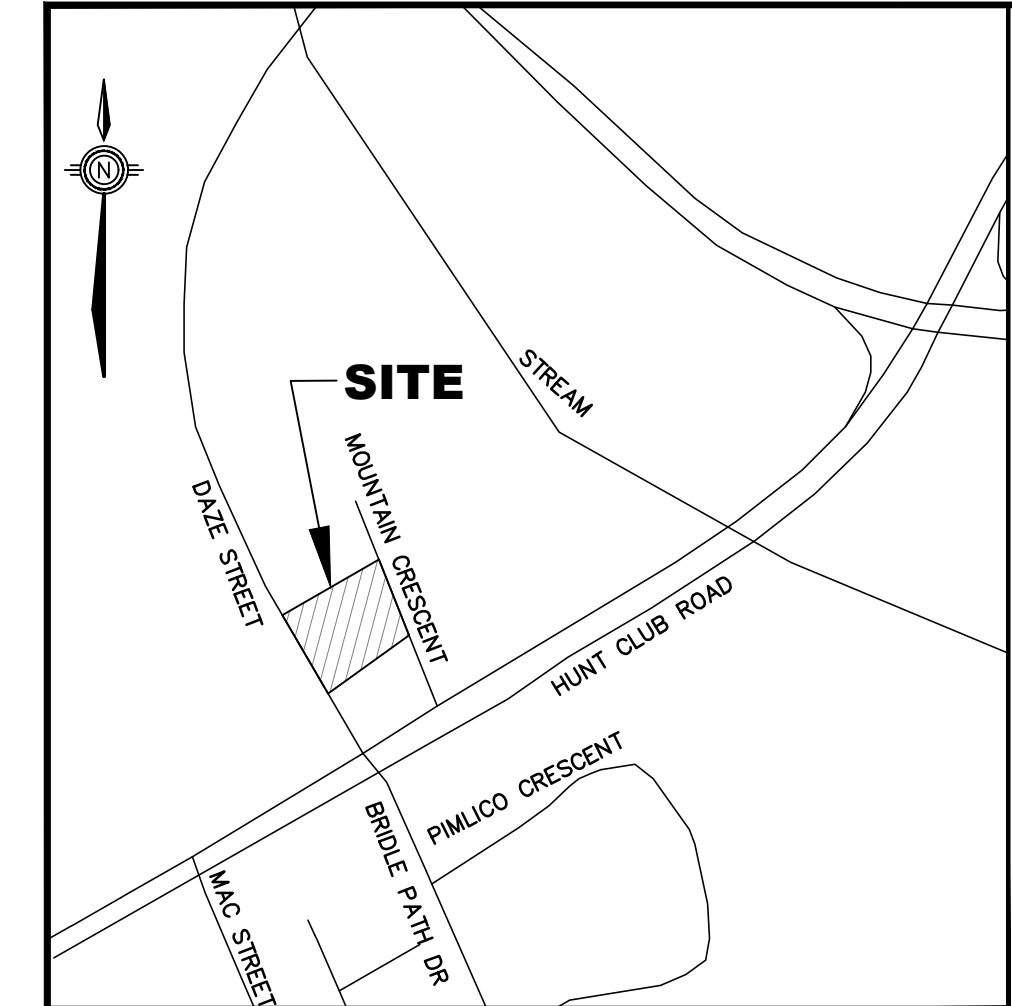 N
SITE
STREAM
MOUNTAIN CRESCENT
DAZE STREET
HUNT CLUB ROAD
PIMLICO CRESCENT
BRIDLE PATH DR
MAC STREET